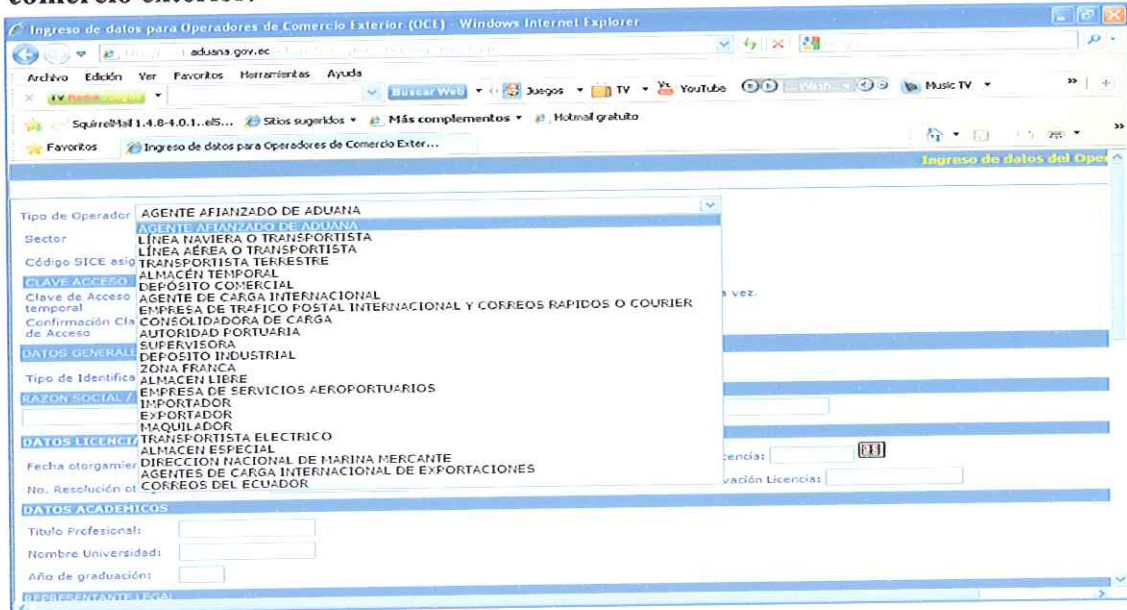 comercio exterior.
Ingreso de datos para Operadores de Comercio Exterior (OCE) - Windows Internet Explorer
aduana.gov.ec
Archivo Edición Ver Favoritos Herramientas Ayuda
Buscar Web Juegos TV YouTube Music TV
SquirrelMail 1.4.8-4.0.1..el5... Sitios sugeridos Más complementos Hotmail gratuito
Favoritos Ingreso de datos para Operadores de Comercio Exter...
Ingreso de datos del Oper
Tipo de Operador AGENTE AFIANZADO DE ADUANA
AGENTE AFIANZADO DE ADUANA
Sector LÍNEA NAVIERA O TRANSPORTISTA
LÍNEA AÉREA O TRANSPORTISTA
Código SICE asig TRANSPORTISTA TERRESTRE
ALMACÉN TEMPORAL
CLAVE ACCESO DEPÓSITO COMERCIAL
Clave de Acceso AGENTE DE CARGA INTERNACIONAL a vez.
temporal EMPRESA DE TRAFICO POSTAL INTERNACIONAL Y CORREOS RAPIDOS O COURIER
Confirmación Cla CONSOLIDADORA DE CARGA
de Acceso AUTORIDAD PORTUARIA
SUPERVISORA
DATOS GENERALE DEPOSITO INDUSTRIAL
ZONA FRANCA
Tipo de Identifica ALMACEN LIBRE
EMPRESA DE SERVICIOS AEROPORTUARIOS
RAZON SOCIAL / IMPORTADOR
EXPORTADOR
MAQUILADOR
DATOS LICENCIA TRANSPORTISTA ELECTRICO
ALMACEN ESPECIAL cencia:
Fecha otorgamier DIRECCION NACIONAL DE MARINA MERCANTE
AGENTES DE CARGA INTERNACIONAL DE EXPORTACIONES vación Licencia:
No. Resolución ot CORREOS DEL ECUADOR
DATOS ACADEMICOS
Titulo Profesional:
Nombre Universidad:
Año de graduación:
REPRESENTANTE LEGAL